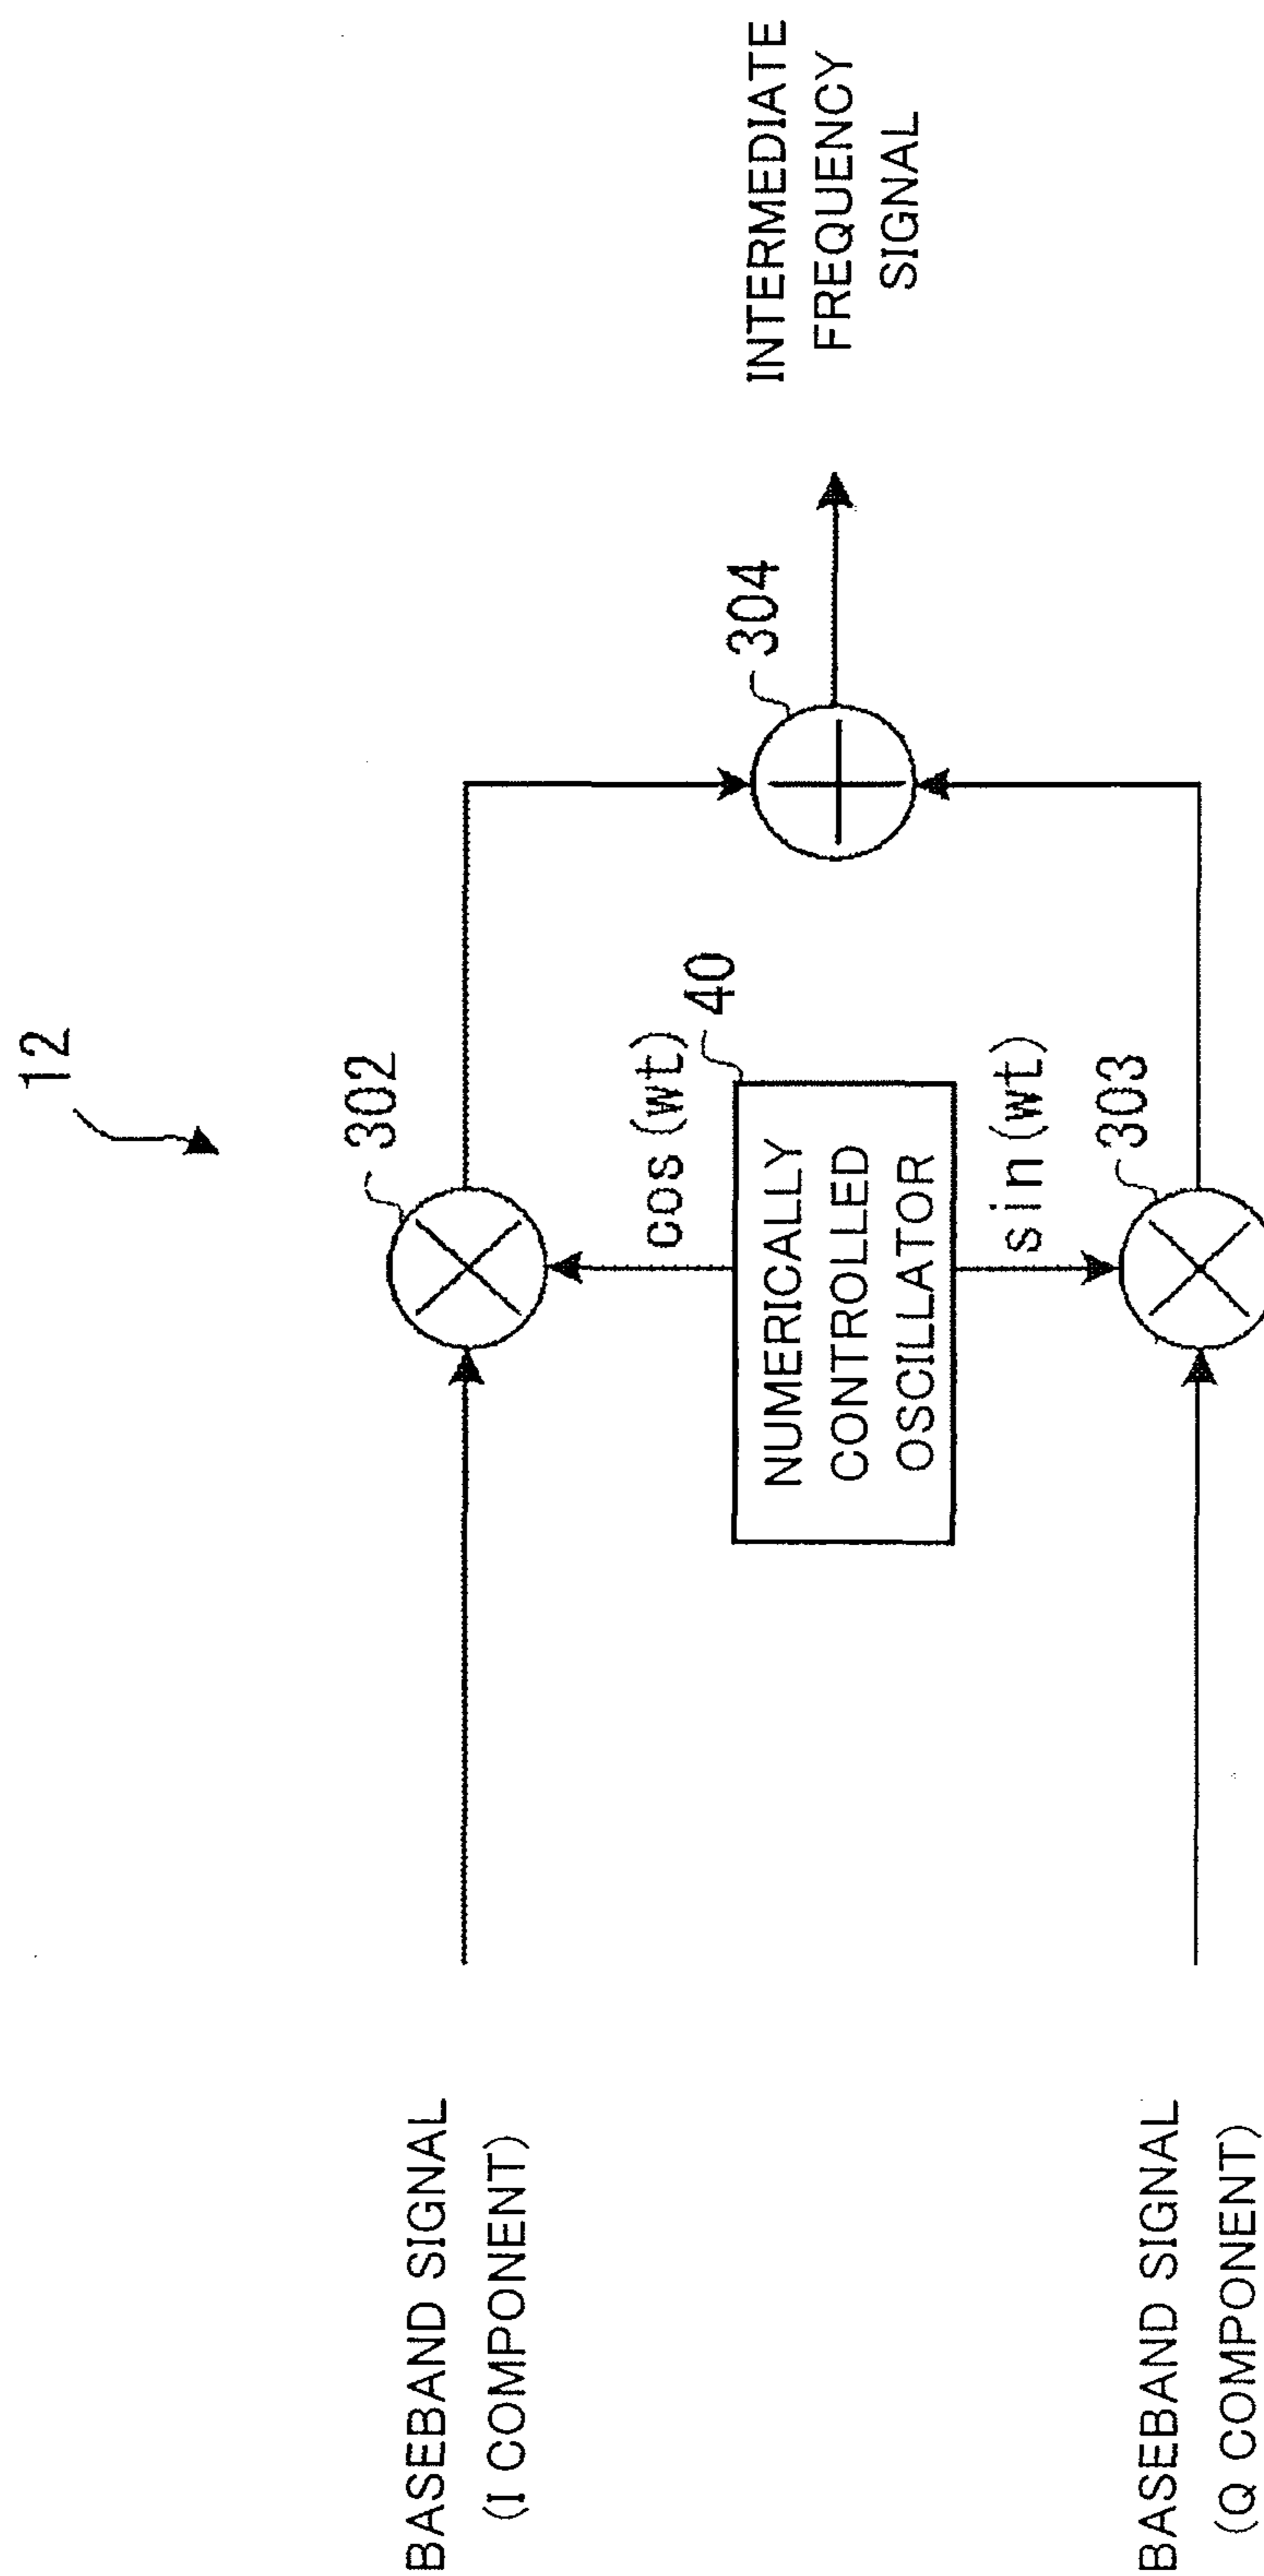 12
BASEBAND SIGNAL
(I COMPONENT)
302
cos(wt)
40
NUMERICALLY
CONTROLLED
OSCILLATOR
sin(wt)
303
BASEBAND SIGNAL
(Q COMPONENT)
304
INTERMEDIATE
FREQUENCY
SIGNAL